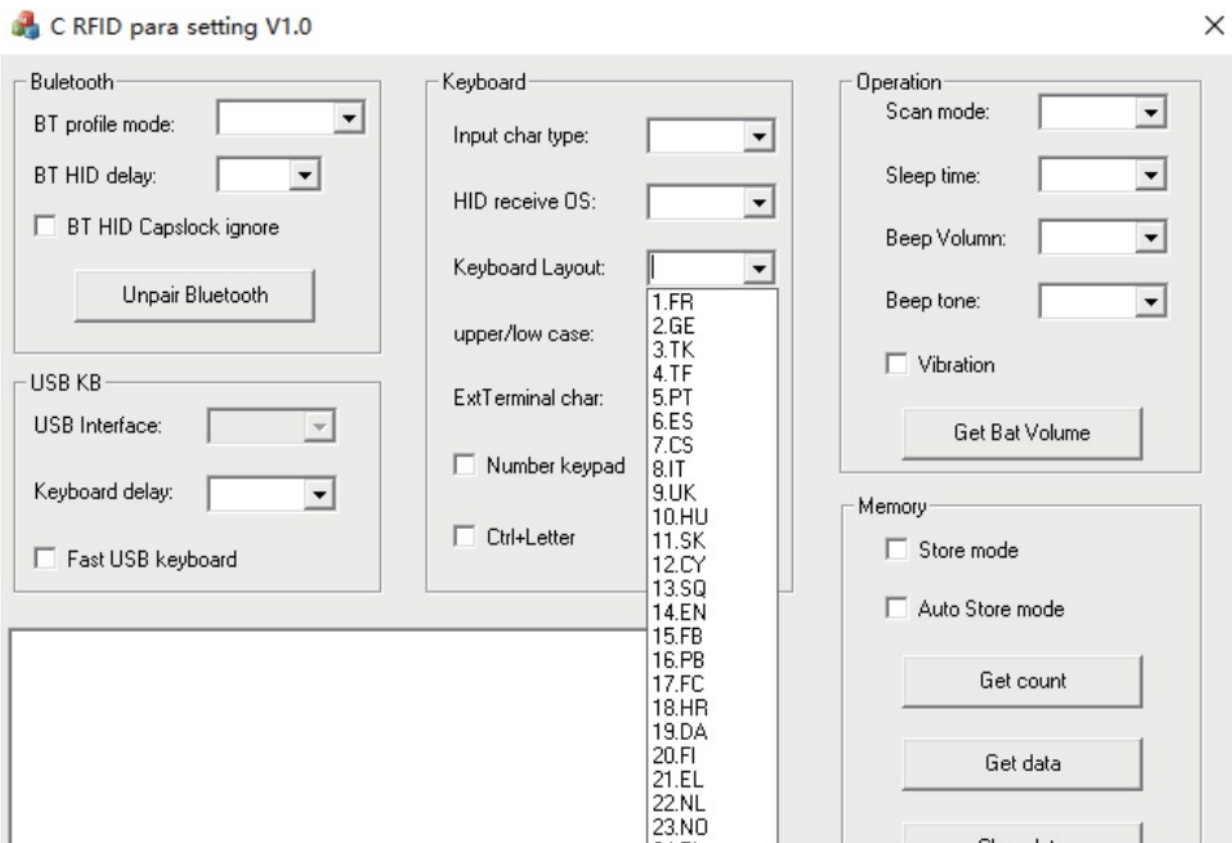 C RFID para setting V1.0
Buletooth
BT profile mode:
BT HID delay:
BT HID Capslock ignore
Unpair Bluetooth
USB KB
USB Interface:
Keyboard delay:
Fast USB keyboard
Keyboard
Input char type:
HID receive OS:
Keyboard Layout:
upper/low case:
ExtTerminal char:
Number keypad
Ctrl+Letter
1.FR
2.GE
3.TK
4.TF
5.PT
6.ES
7.CS
8.IT
9.UK
10.HU
11.SK
12.CY
13.SQ
14.EN
15.FB
16.PB
17.FC
18.HR
19.DA
20.FI
21.EL
22.NL
23.NO
Operation
Scan mode:
Sleep time:
Beep Volumn:
Beep tone:
Vibration
Get Bat Volume
Memory
Store mode
Auto Store mode
Get count
Get data